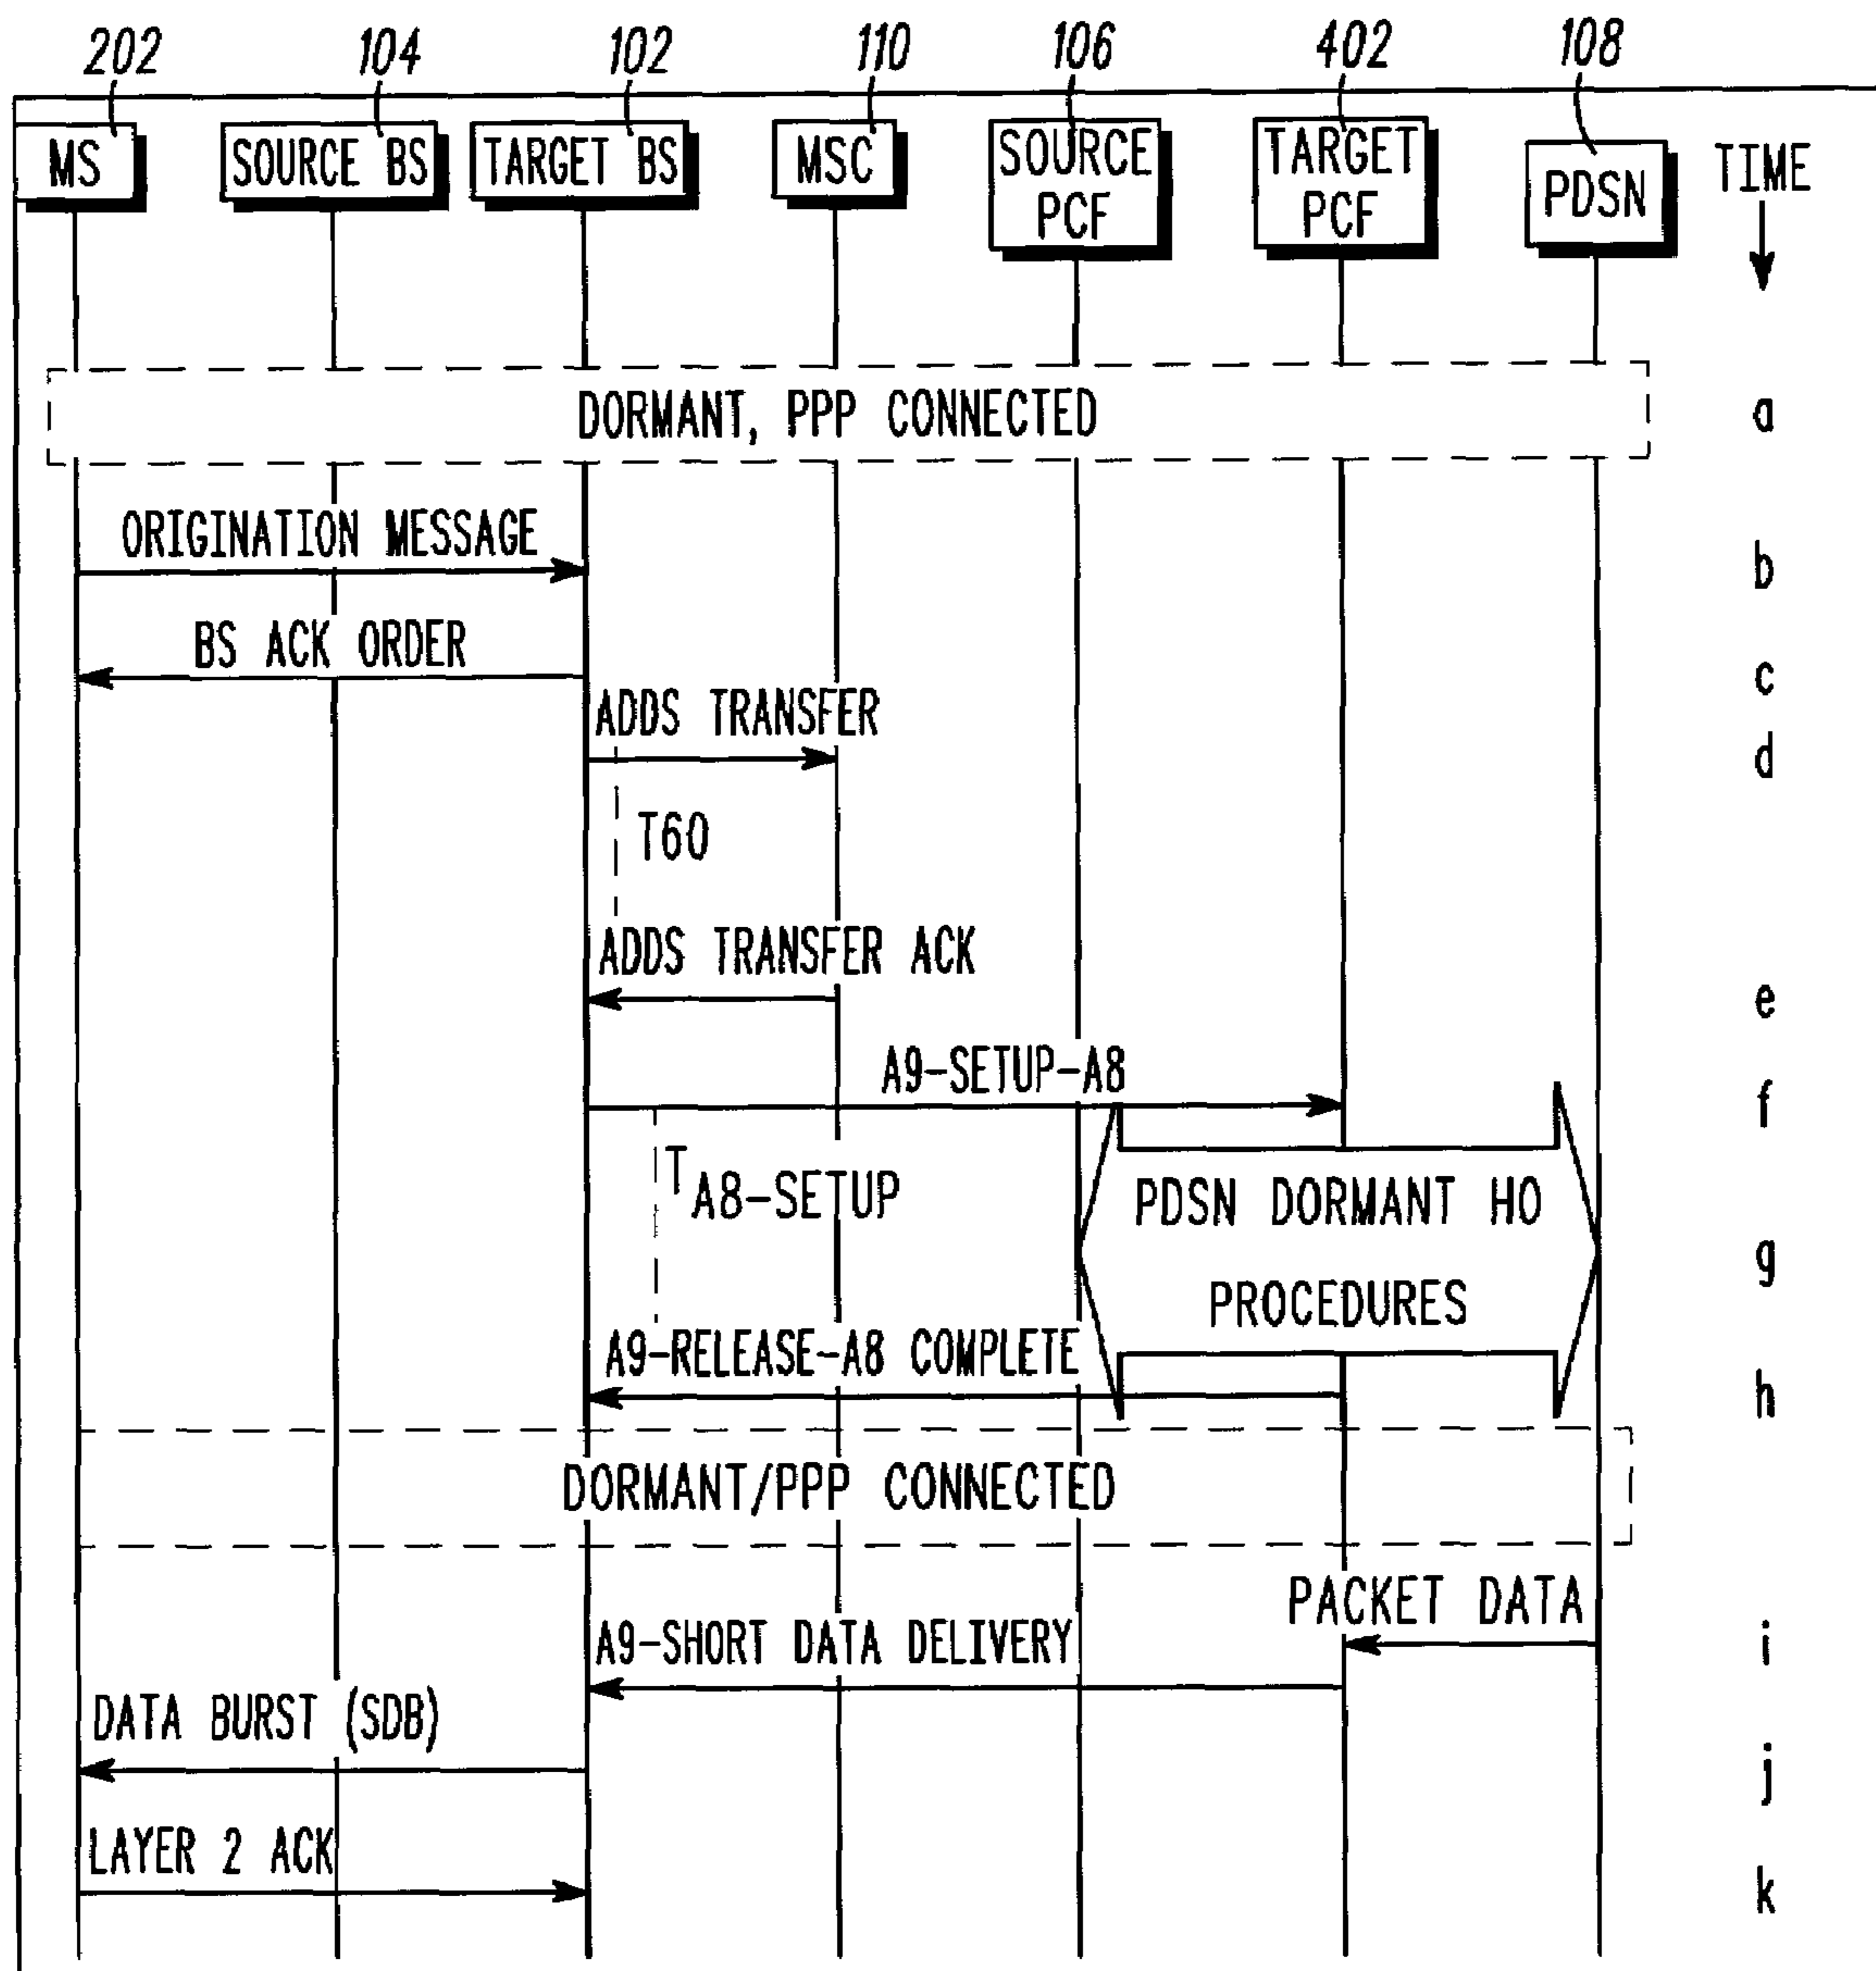 202 104 102 110 106 402 108
MS SOURCE BS TARGET BS MSC SOURCE PCF TARGET PCF PDSN TIME
DORMANT, PPP CONNECTED a
ORIGINATION MESSAGE b
BS ACK ORDER c
ADDS TRANSFER d
T60
ADDS TRANSFER ACK e
A9-SETUP-A8 f
TA8-SETUP
PDSN DORMANT HO
PROCEDURES g
A9-RELEASE-A8 COMPLETE h
DORMANT/PPP CONNECTED
PACKET DATA
A9-SHORT DATA DELIVERY i
DATA BURST (SDB) j
LAYER 2 ACK k